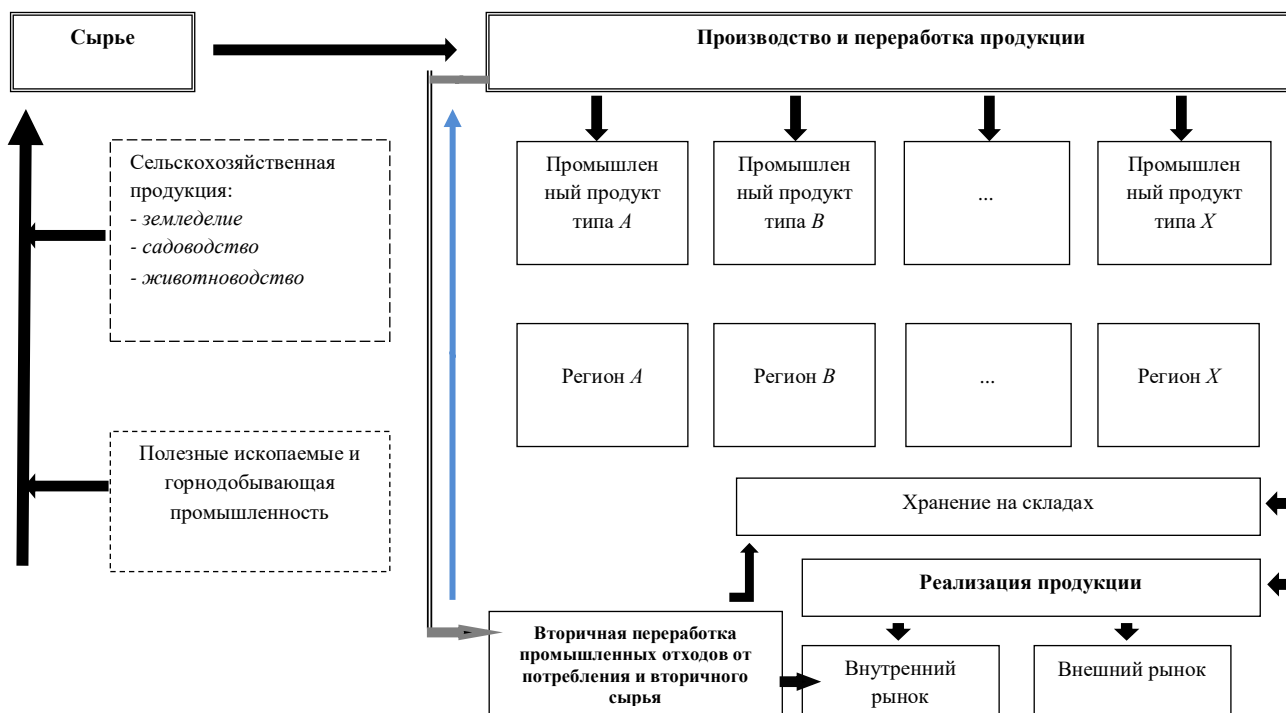 Сырье
Производство и переработка продукции
Сельскохозяйственная
продукция:
- земледелие
- садоводство
- животноводство
Промышлен
ный продукт
типа A
Промышлен
ный продукт
типа B
...
Промышлен
ный продукт
типа X
Регион A
Регион B
...
Регион X
Полезные ископаемые и
горнодобывающая
промышленность
Хранение на складах
Реализация продукции
Вторичная переработка
промышленных отходов от
потребления и вторичного
сырья
Внутренний
рынок
Внешний рынок